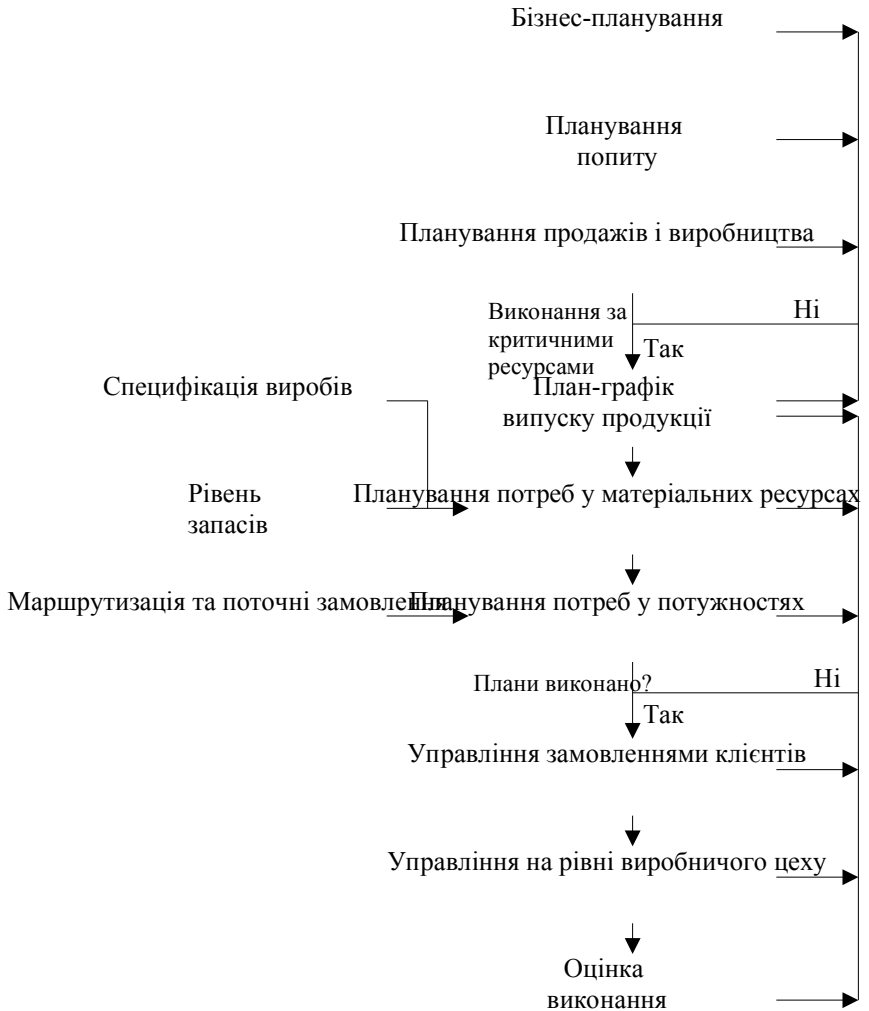 Бізнес-планування
Планування
попиту
Планування продажів і виробництва
Виконання за
критичними
ресурсами
Ні
Так
Специфікація виробів
План-графік
випуску продукції
Рівень
запасів
Планування потреб у матеріальних ресурсах
Маршрутизація та поточні замовлення
Планування потреб у потужностях
Плани виконано?
Ні
Так
Управління замовленнями клієнтів
Управління на рівні виробничого цеху
Оцінка
виконання